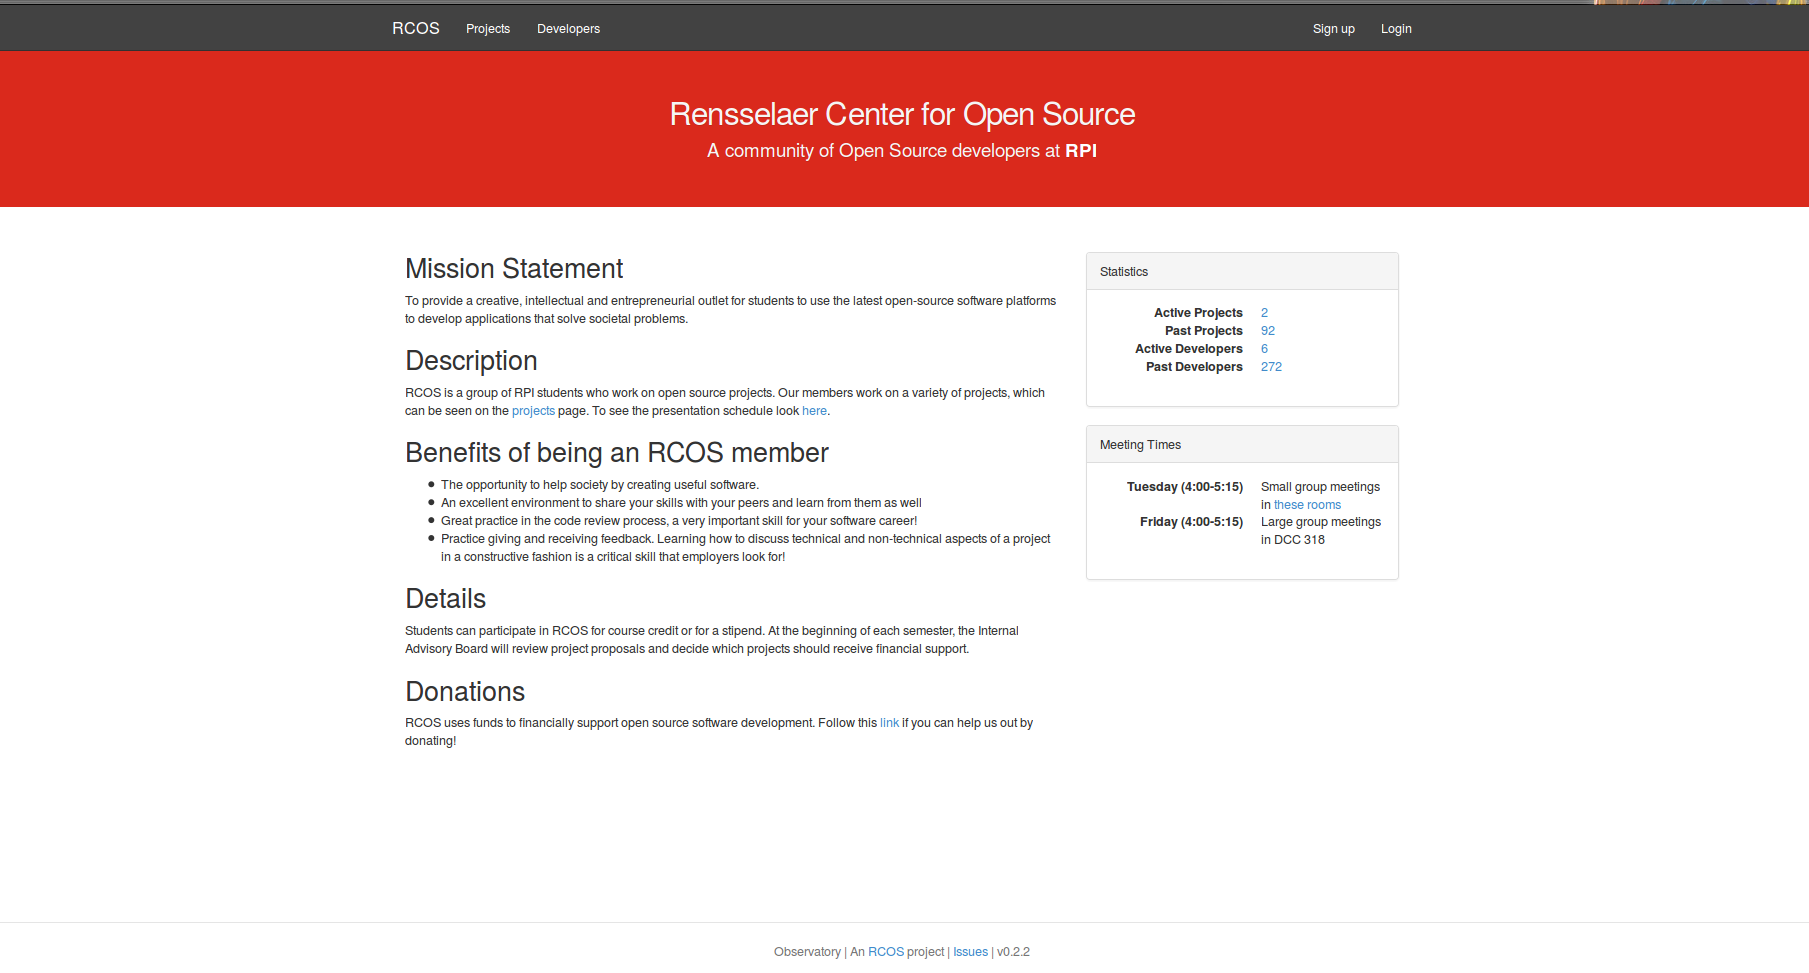 RCOS Projects Developers Sign up Login
Rensselaer Center for Open Source
A community of Open Source developers at RPI
Mission Statement
To provide a creative, intellectual and entrepreneurial outlet for students to use the latest open-source software platforms
to develop applications that solve societal problems.
Description
RCOS is a group of RPI students who work on open source projects. Our members work on a variety of projects, which
can be seen on the projects page. To see the presentation schedule look here.
Benefits of being an RCOS member
The opportunity to help society by creating useful software.
An excellent environment to share your skills with your peers and learn from them as well
Great practice in the code review process, a very important skill for your software career!
Practice giving and receiving feedback. Learning how to discuss technical and non-technical aspects of a project
in a constructive fashion is a critical skill that employers look for!
Details
Students can participate in RCOS for course credit or for a stipend. At the beginning of each semester, the Internal
Advisory Board will review project proposals and decide which projects should receive financial support.
Donations
RCOS uses funds to financially support open source software development. Follow this link if you can help us out by
donating!
Statistics
Active Projects 2
Past Projects 92
Active Developers 6
Past Developers 272
Meeting Times
Tuesday (4:00-5:15) Small group meetings
in these rooms
Friday (4:00-5:15) Large group meetings
in DCC 318
Observatory | An RCOS project | Issues | v0.2.2